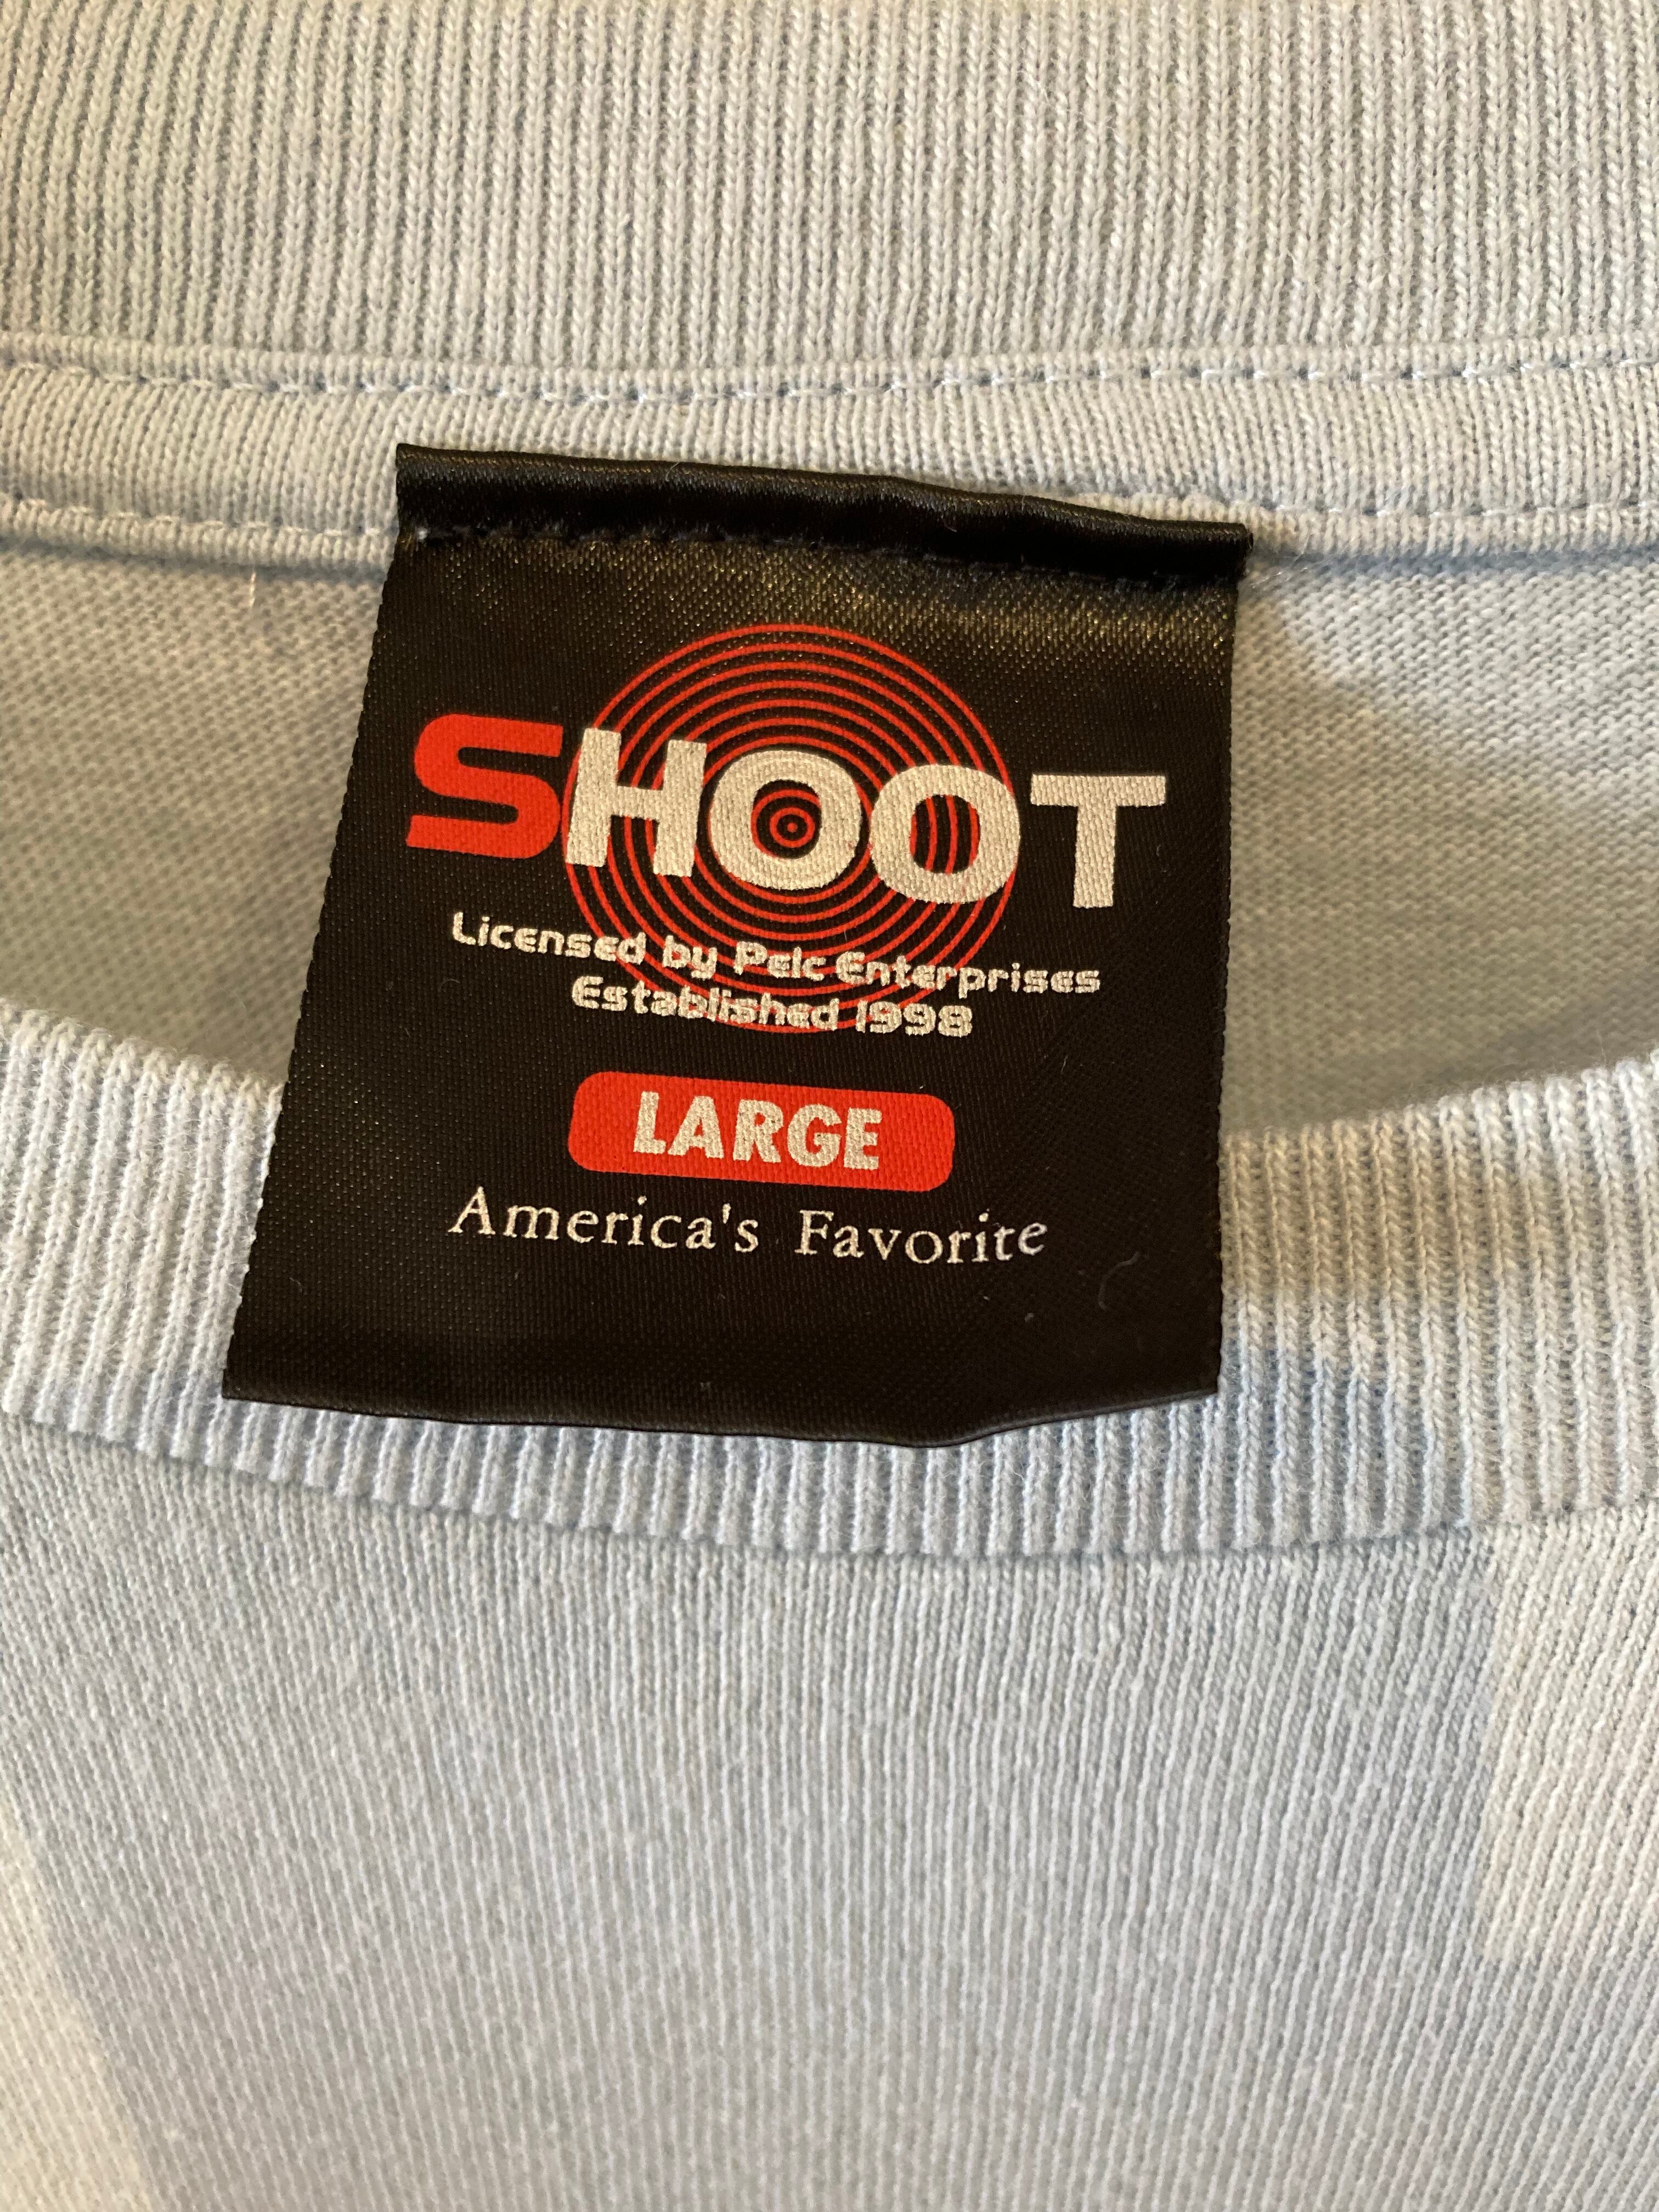 SHOOT
Licensed by Pelc Enterprises
Established 1998
LARGE
America's Favorite